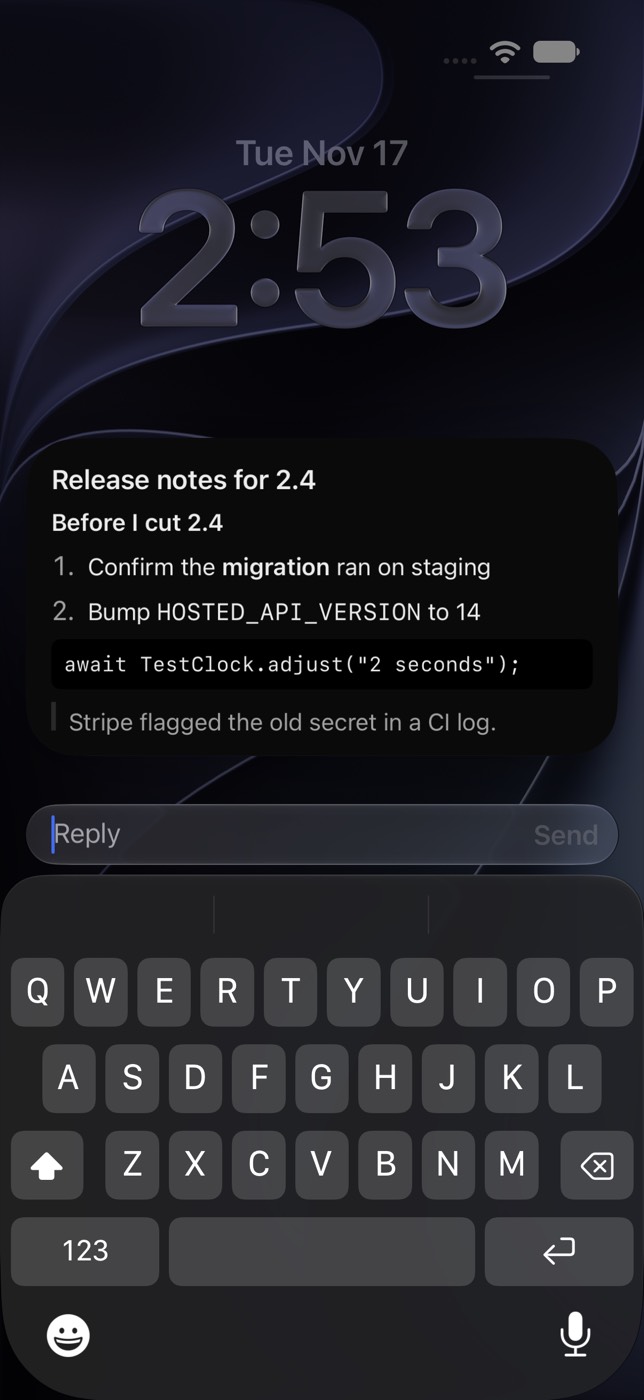 Tue Nov 17
2:53
Release notes for 2.4
Before I cut 2.4
1. Confirm the migration ran on staging
2. Bump HOSTED_API_VERSION to 14
await TestClock.adjust("2 seconds");
Stripe flagged the old secret in a CI log.
Reply Send
Q W E R T Y U I O P
A S D F G H J K L
Z X C V B N M
123